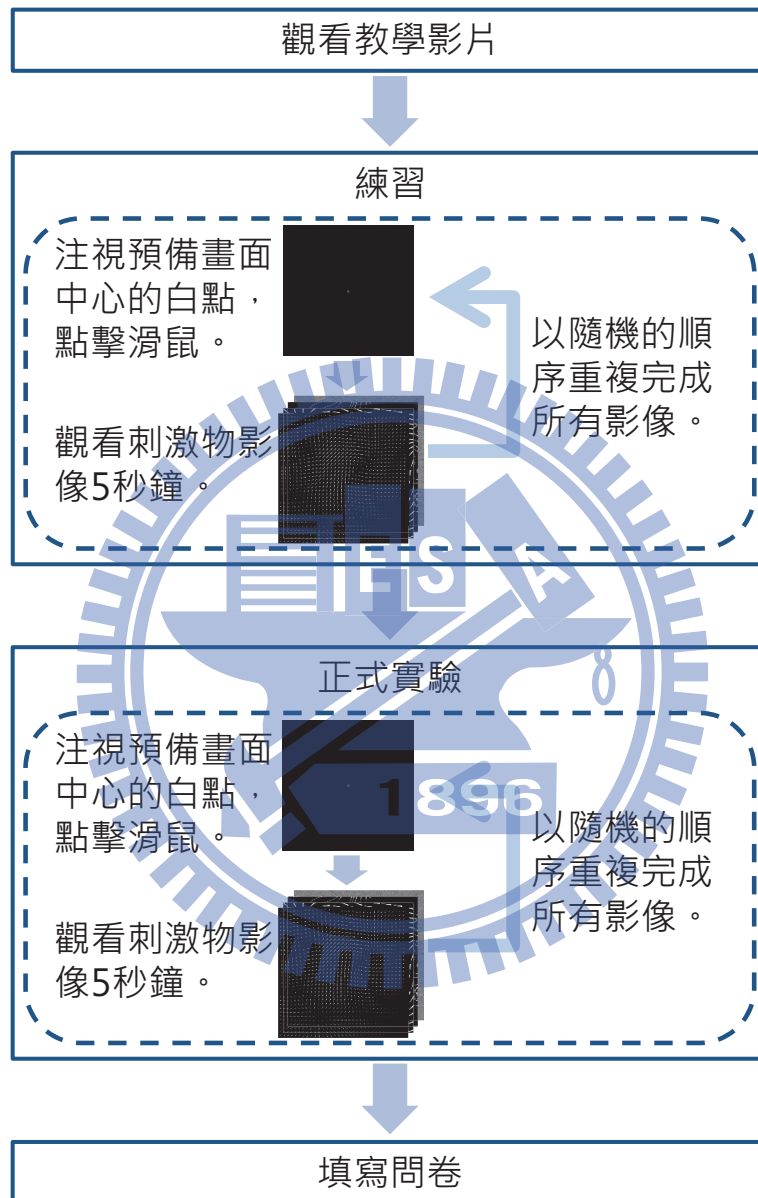 觀看教學影片
練習
注視預備畫面
中心的白點，
點擊滑鼠。
以隨機的順
序重複完成
所有影像。
觀看刺激物影
像5秒鐘。
E S A
正式實驗
注視預備畫面
中心的白點，
點擊滑鼠。
1896
以隨機的順
序重複完成
所有影像。
觀看刺激物影
像5秒鐘。
填寫問卷